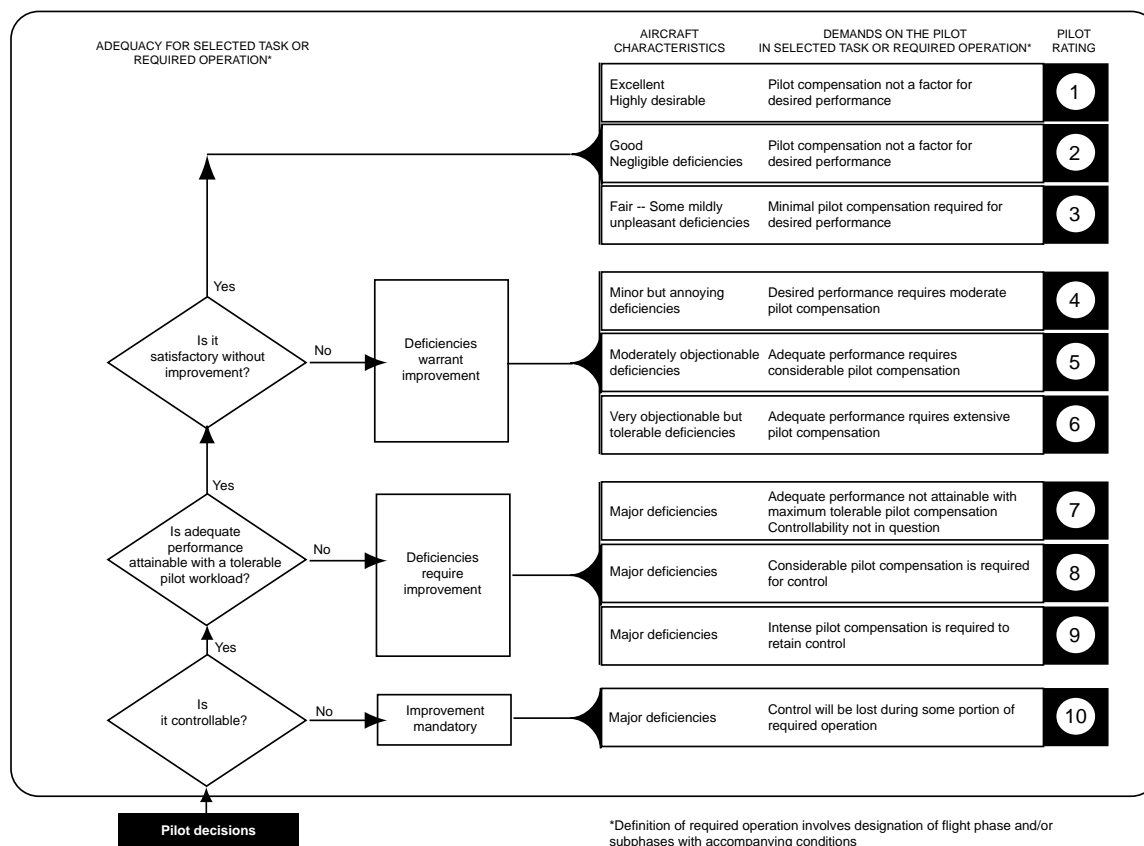 ADEQUACY FOR SELECTED TASK OR
REQUIRED OPERATION*
AIRCRAFT
CHARACTERISTICS
DEMANDS ON THE PILOT
IN SELECTED TASK OR REQUIRED OPERATION*
PILOT
RATING
Excellent
Highly desirable
Pilot compensation not a factor for
desired performance
1
Good
Negligible deficiencies
Pilot compensation not a factor for
desired performance
2
Fair -- Some mildly
unpleasant deficiencies
Minimal pilot compensation required for
desired performance
3
Yes
Is it
satisfactory without
improvement?
No
Deficiencies
warrant
improvement
Minor but annoying
deficiencies
Desired performance requires moderate
pilot compensation
4
Moderately objectionable
deficiencies
Adequate performance requires
considerable pilot compensation
5
Very objectionable but
tolerable deficiencies
Adequate performance rquires extensive
pilot compensation
6
Yes
Is adequate
performance
attainable with a tolerable
pilot workload?
No
Deficiencies
require
improvement
Major deficiencies
Adequate performance not attainable with
maximum tolerable pilot compensation
Controllability not in question
7
Major deficiencies
Considerable pilot compensation is required
for control
8
Major deficiencies
Intense pilot compensation is required to
retain control
9
Yes
Is
it controllable?
No
Improvement
mandatory
Major deficiencies
Control will be lost during some portion of
required operation
10
Pilot decisions
*Definition of required operation involves designation of flight phase and/or
subphases with accompanying conditions